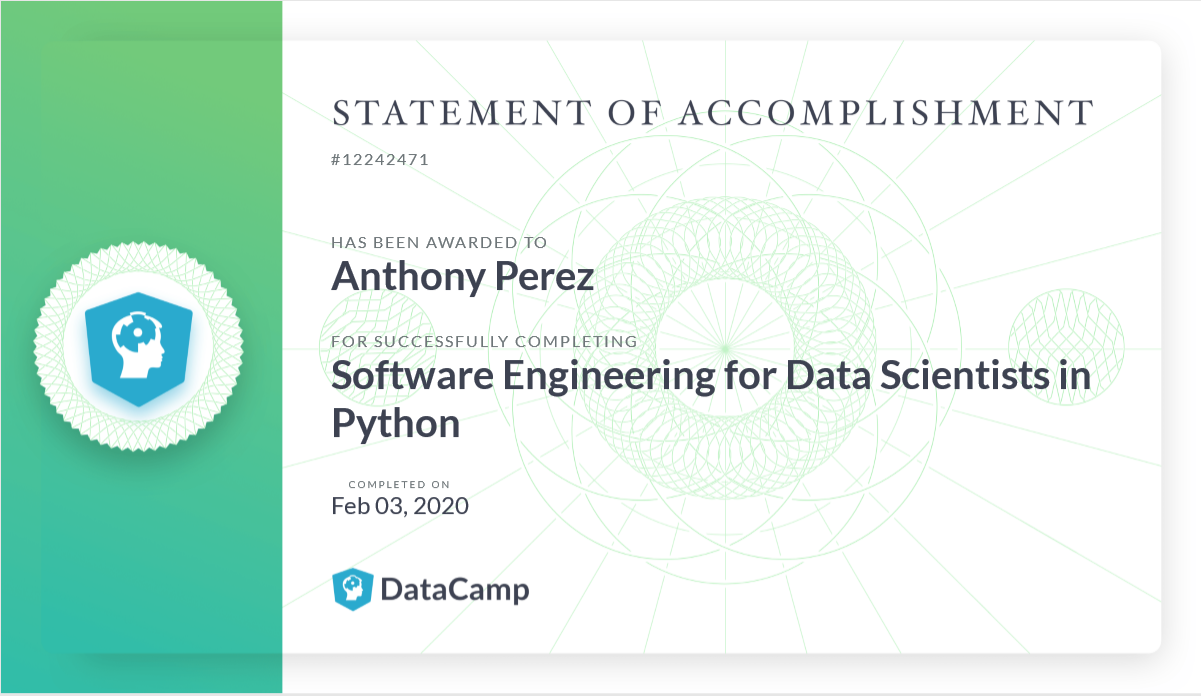 STATEMENT OF ACCOMPLISHMENT
#12242471
HAS BEEN AWARDED TO
Anthony Perez
FOR SUCCESSFULLY COMPLETING
Software Engineering for Data Scientists in
Python
COMPLETED ON
Feb 03, 2020
DataCamp